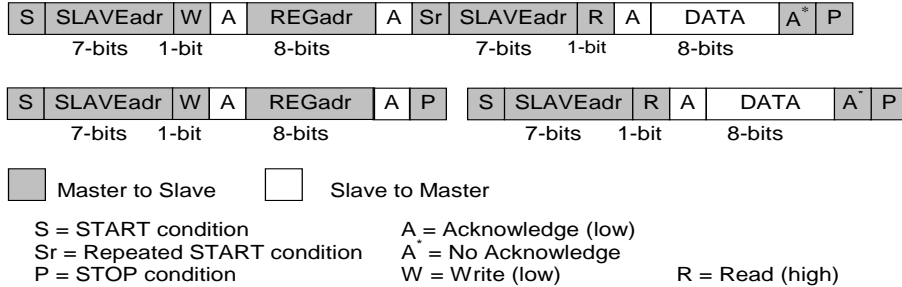 S SLAVEadr W A REGadr A Sr SLAVEadr R A DATA A* P
7-bits 1-bit 8-bits 7-bits 1-bit 8-bits
S SLAVEadr W A REGadr A P S SLAVEadr R A DATA A* P
7-bits 1-bit 8-bits 7-bits 1-bit 8-bits
Master to Slave Slave to Master
S = START condition A = Acknowledge (low)
Sr = Repeated START condition A* = No Acknowledge
P = STOP condition W = Write (low) R = Read (high)